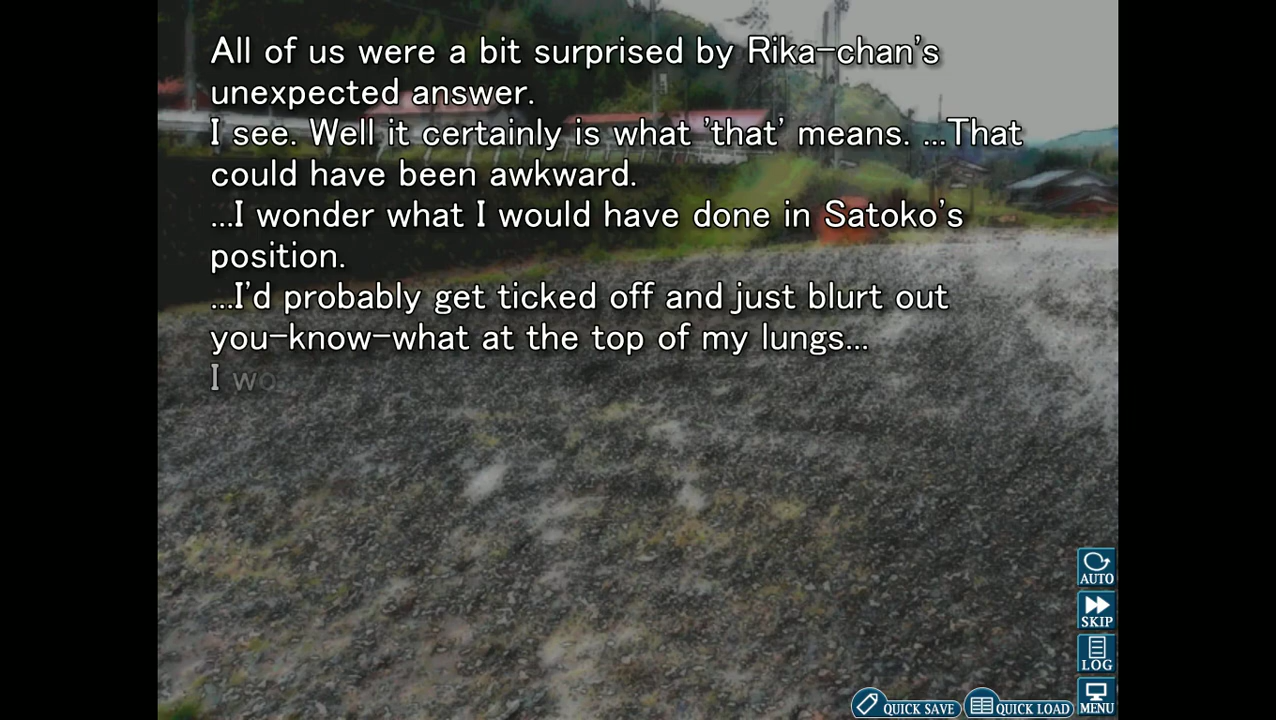 All of us were a bit surprised by Rika-chan's
unexpected answer.
I see. Well it certainly is what 'that' means. ...That
could have been awkward.
...I wonder what I would have done in Satoko's
position.
...I'd probably get ticked off and just blurt out
you-know-what at the top of my lungs...
I wo
AUTO
SKIP
LOG
MENU
QUICK SAVE
QUICK LOAD